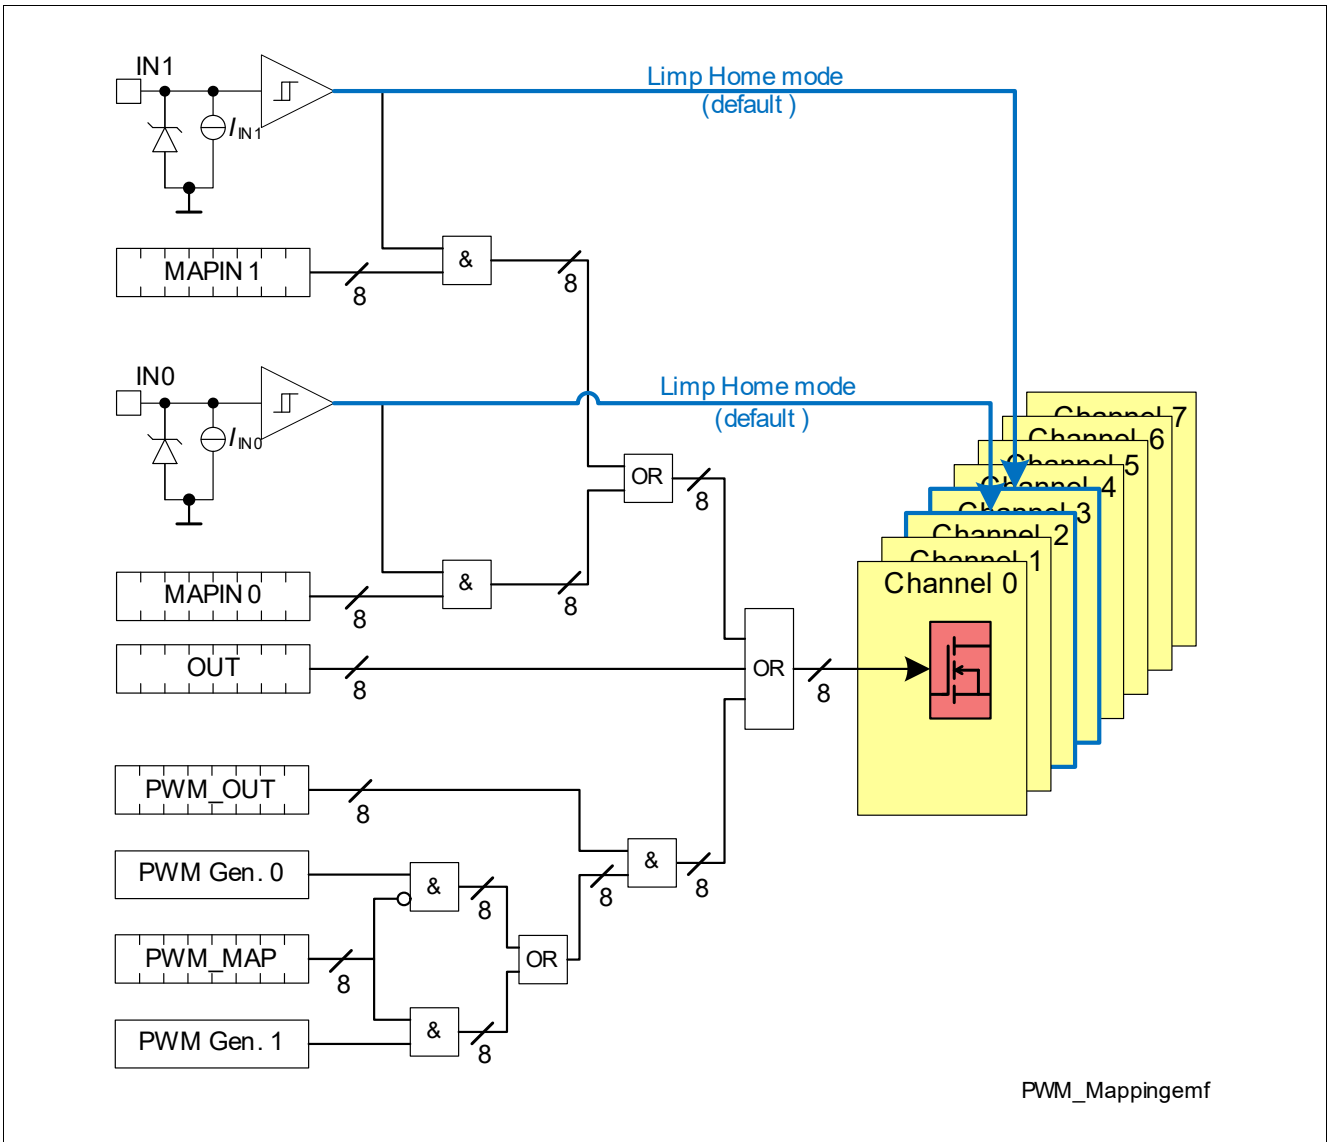 IN1
Limp Home mode
(default )
I IN1
MAPIN 1
8
&
8
IN0
Limp Home mode
(default )
I IN0
Channel 7
Channel 6
Channel 5
Channel 4
Channel 3
Channel 2
Channel 1
Channel 0
OR
8
MAPIN 0
8
&
8
OUT
8
OR
8
PWM_OUT
8
&
8
8
PWM Gen. 0
&
8
PWM_MAP
8
OR
PWM Gen. 1
&
8
PWM_Mappingemf